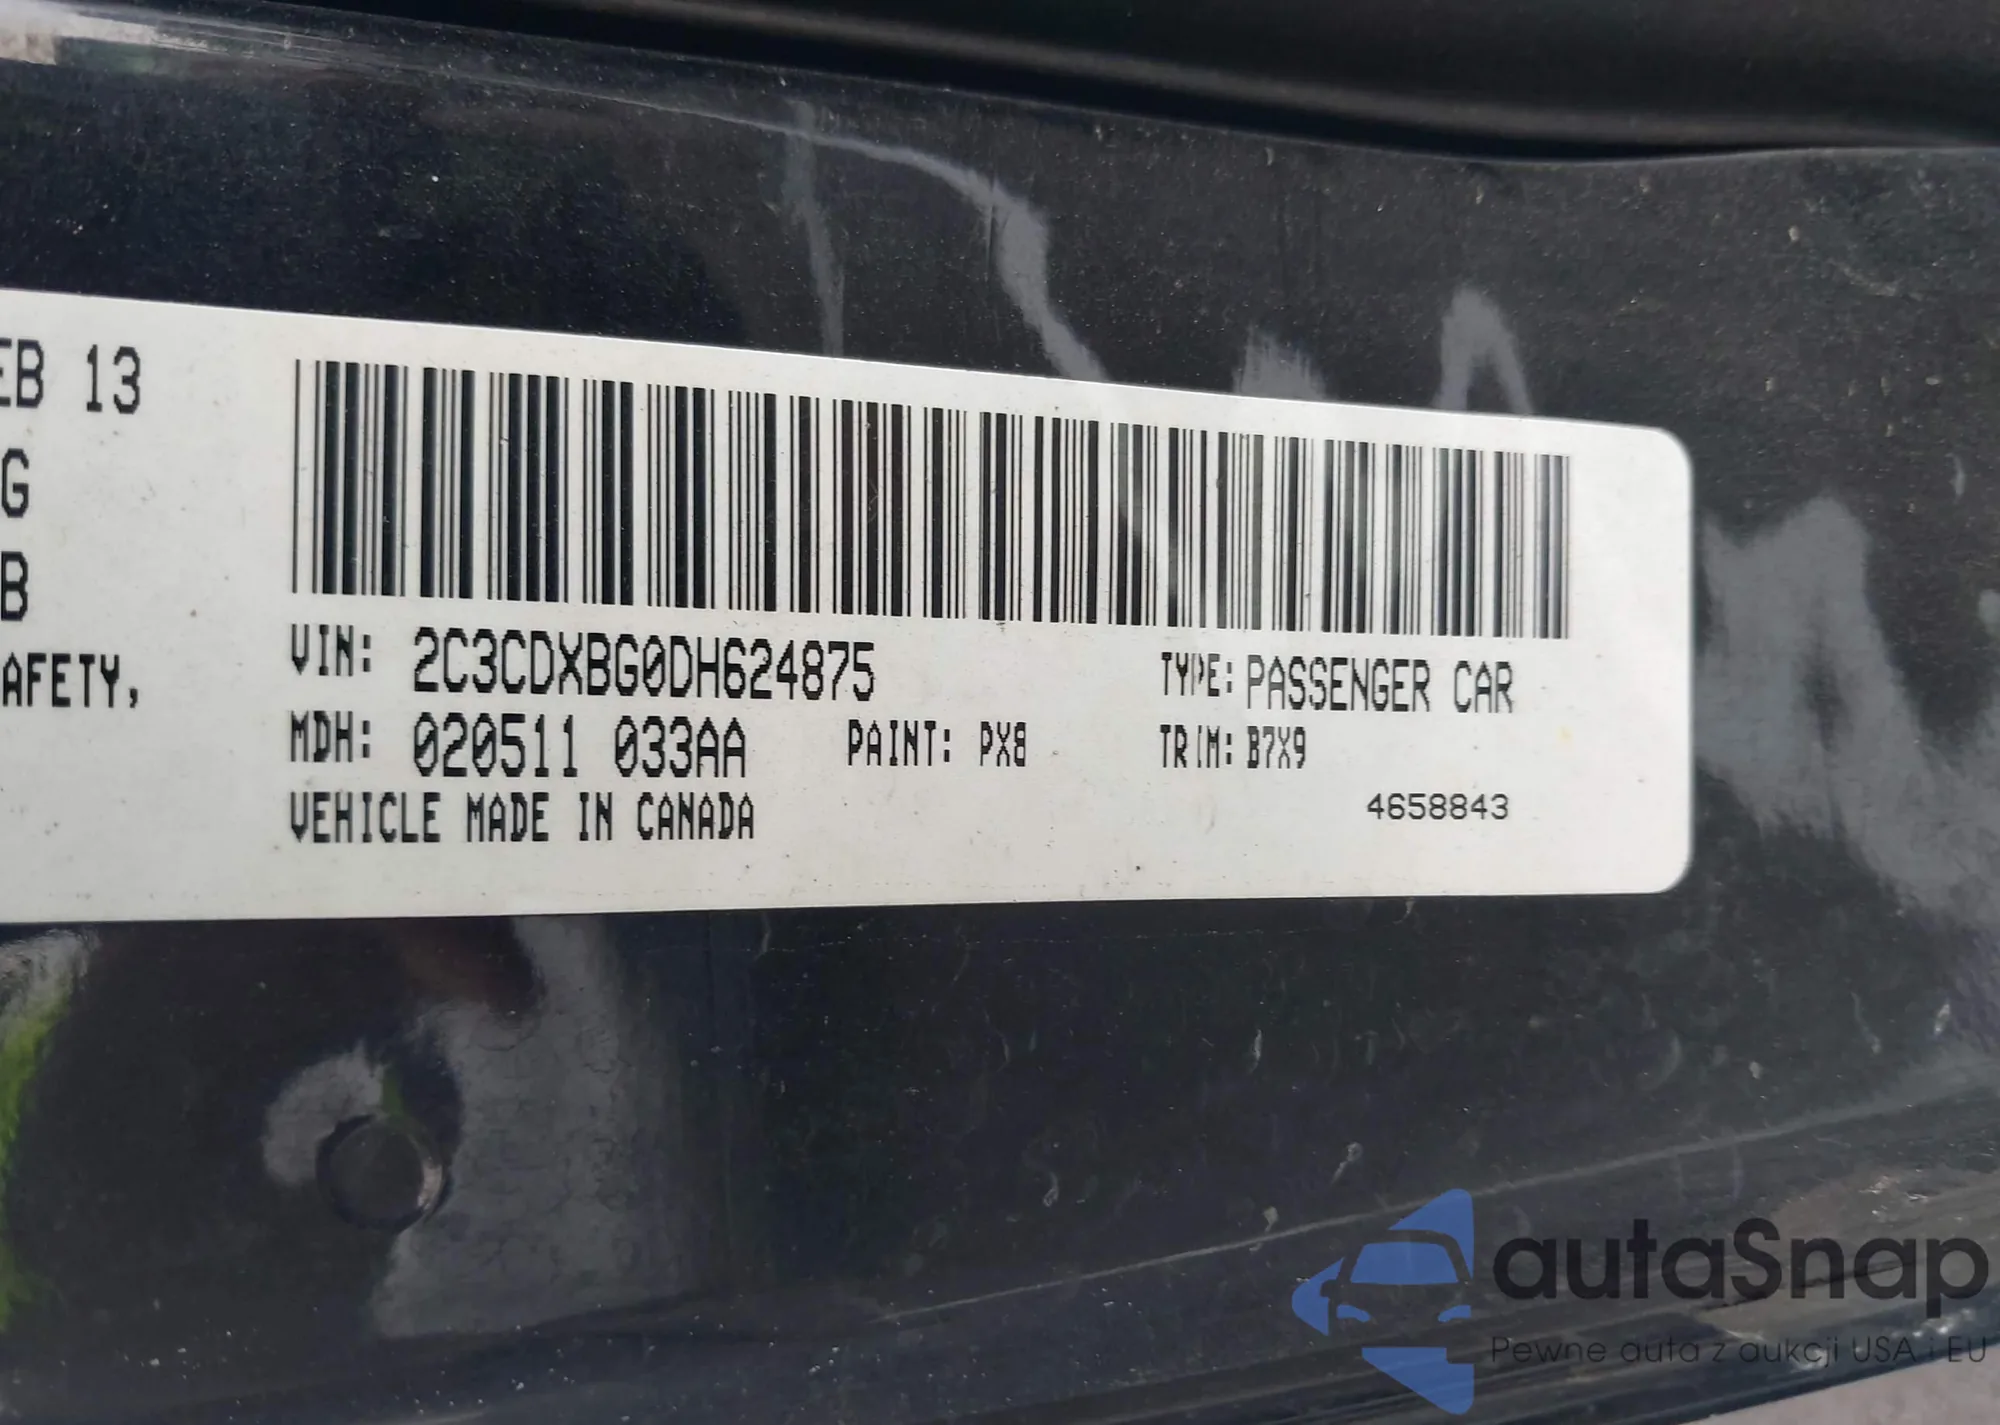 EB 13
G
B
AFETY,
VIN: 2C3CDXBG0DH624875
TYPE: PASSENGER CAR
MDH: 020511 033AA
PAINT: PX8
TRIM: B7X9
VEHICLE MADE IN CANADA
4658843
autaSnap
Pewne auta z aukcji USA i EU